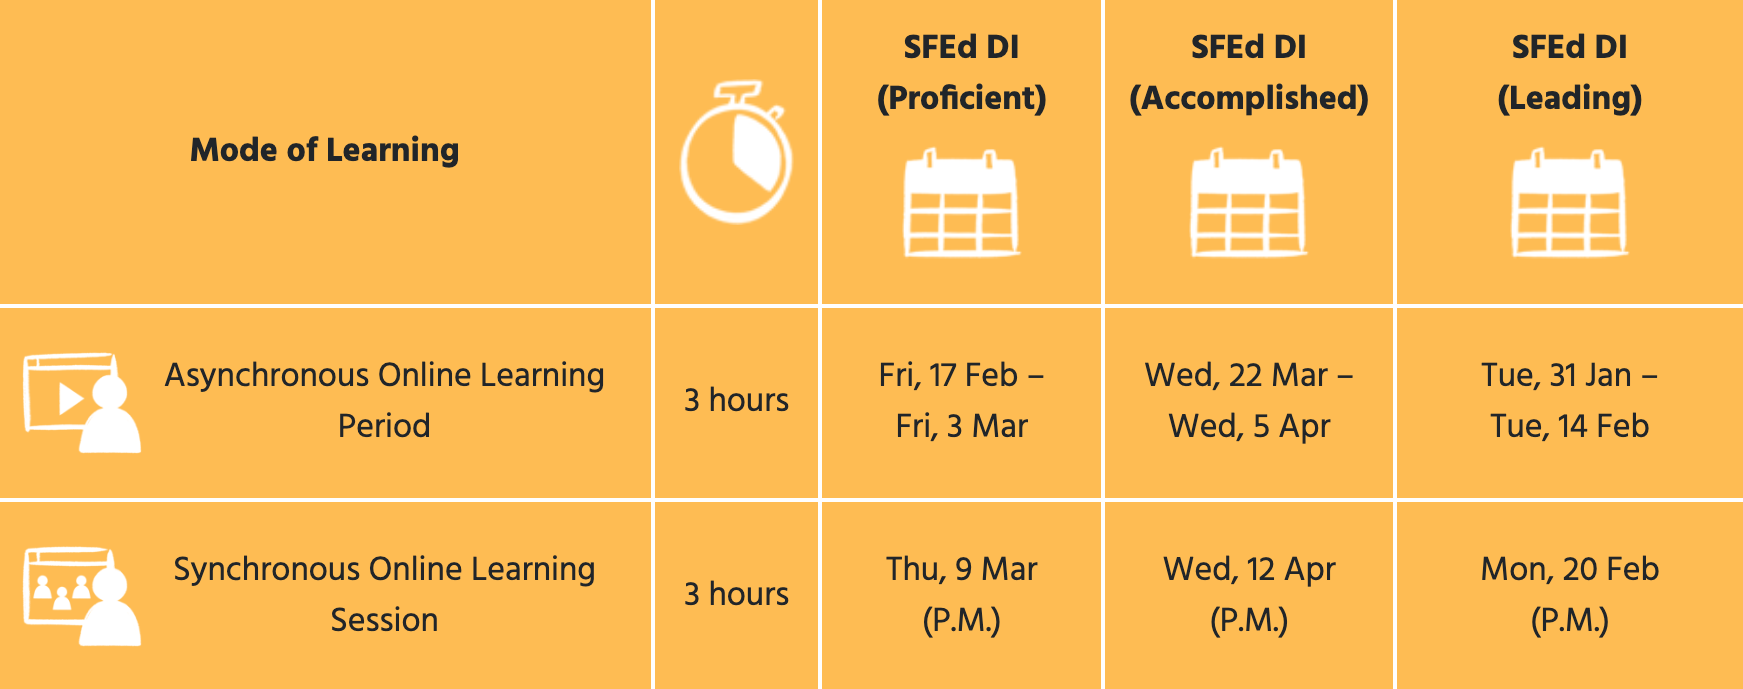 Mode of Learning
SFEd DI
(Proficient)
SFEd DI
(Accomplished)
SFEd DI
(Leading)
Asynchronous Online Learning
Period
3 hours
Fri, 17 Feb –
Fri, 3 Mar
Wed, 22 Mar –
Wed, 5 Apr
Tue, 31 Jan –
Tue, 14 Feb
Synchronous Online Learning
Session
3 hours
Thu, 9 Mar
(P.M.)
Wed, 12 Apr
(P.M.)
Mon, 20 Feb
(P.M.)